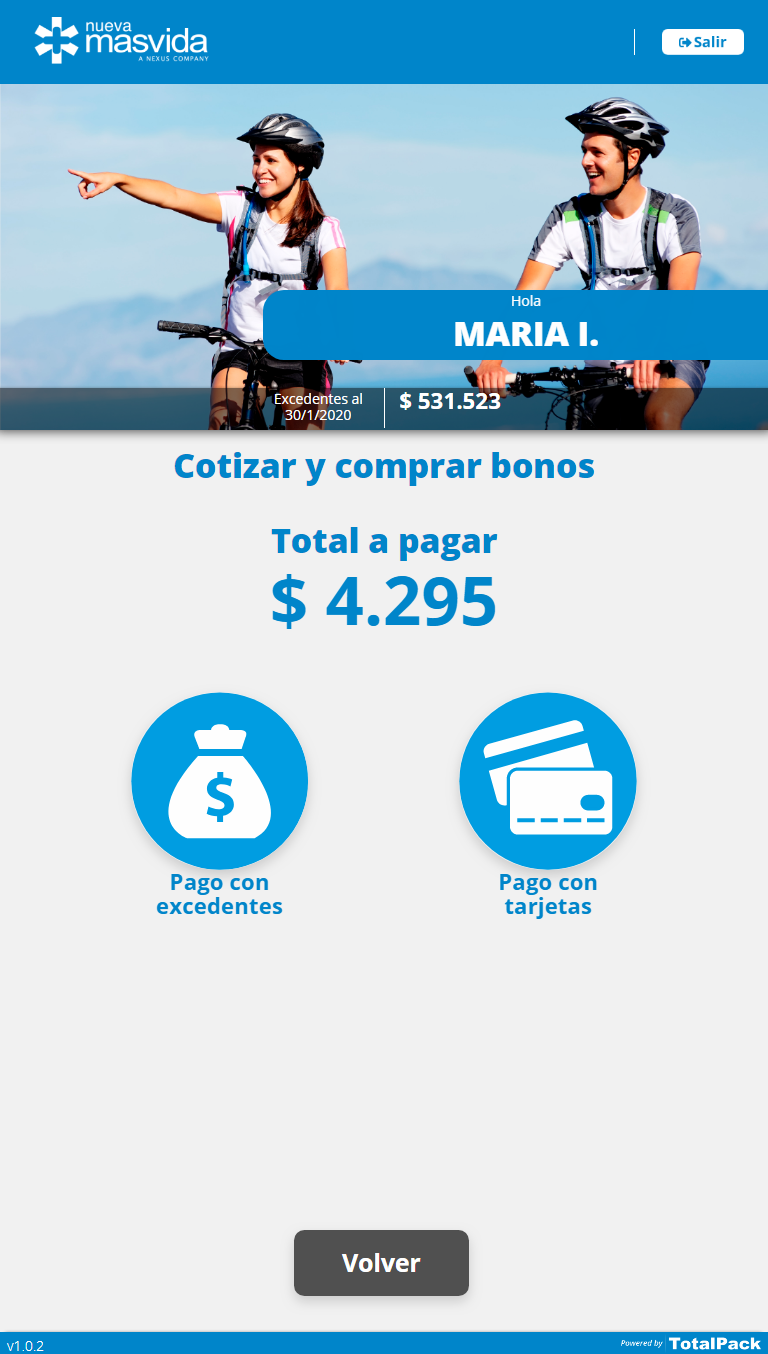 nueva
masvida
A NEXUS COMPANY
Salir
Hola
MARIA I.
Excedentes al
30/1/2020
$ 531.523
Cotizar y comprar bonos
Total a pagar
$ 4.295
$
Pago con
excedentes
Pago con
tarjetas
Volver
v1.0.2
Powered by TotalPack